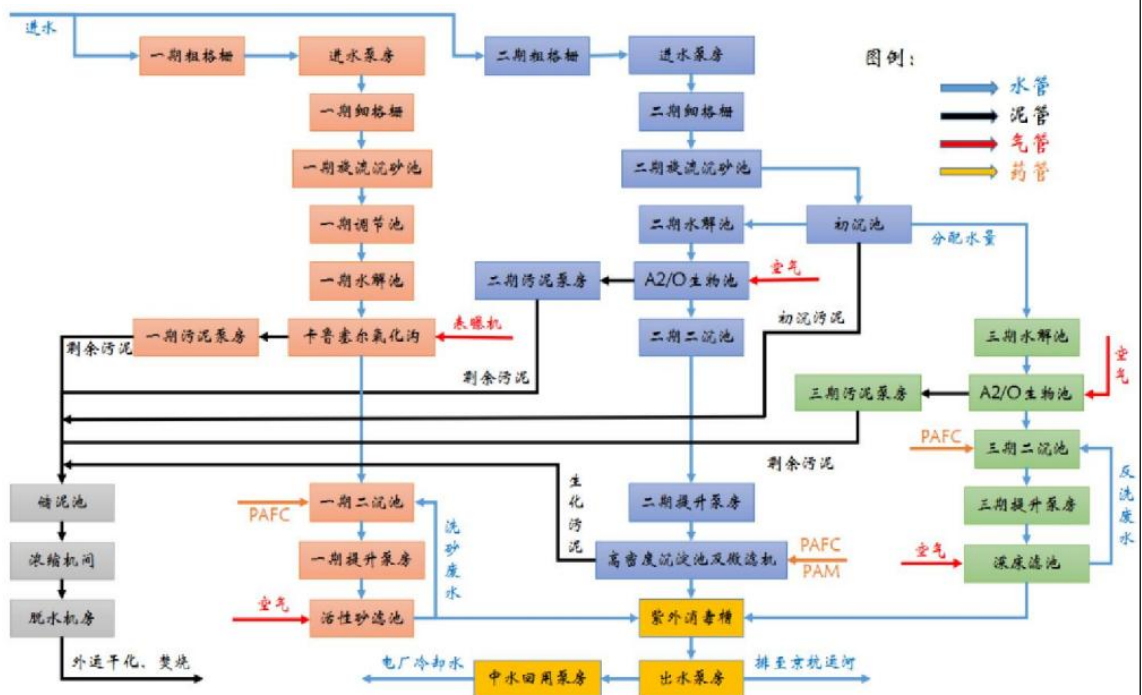 进水
一期粗格栅
进水泵房
二期粗格栅
进水泵房
图例：
水管
泥管
气管
药管
一期细格栅
二期细格栅
一期旋流沉砂池
二期旋流沉砂池
一期调节池
二期水解池
初沉池
分配水量
一期水解池
二期污泥泵房
A2/O生物池
空气
初沉污泥
一期污泥泵房
卡鲁塞尔氧化沟
表曝机
二期二沉池
三期水解池
空气
剩余污泥
剩余污泥
三期污泥泵房
A2/O生物池
PAFC
三期二沉池
剩余污泥
储泥池
PAFC
一期二沉池
洗砂废水
生化污泥
二期提升泵房
三期提升泵房
反洗废水
浓缩机间
一期提升泵房
高密度沉淀池及微滤机
PAFC
PAM
空气
深床滤池
脱水机房
空气
活性砂滤池
紫外消毒槽
外运干化、焚烧
电厂冷却水
中水回用泵房
出水泵房
排至京杭运河